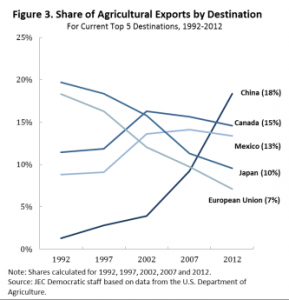 Figure 3. Share of Agricultural Exports by Destination
For Current Top 5 Destinations, 1992-2012
25%
20%
15%
10%
5%
0%
China (18%)
Canada (15%)
Mexico (13%)
Japan (10%)
European Union (7%)
1992 1997 2002 2007 2012
Note: Shares calculated for 1992, 1997, 2002, 2007 and 2012.
Source: JEC Democratic staff based on data from the U.S. Department of
Agriculture.